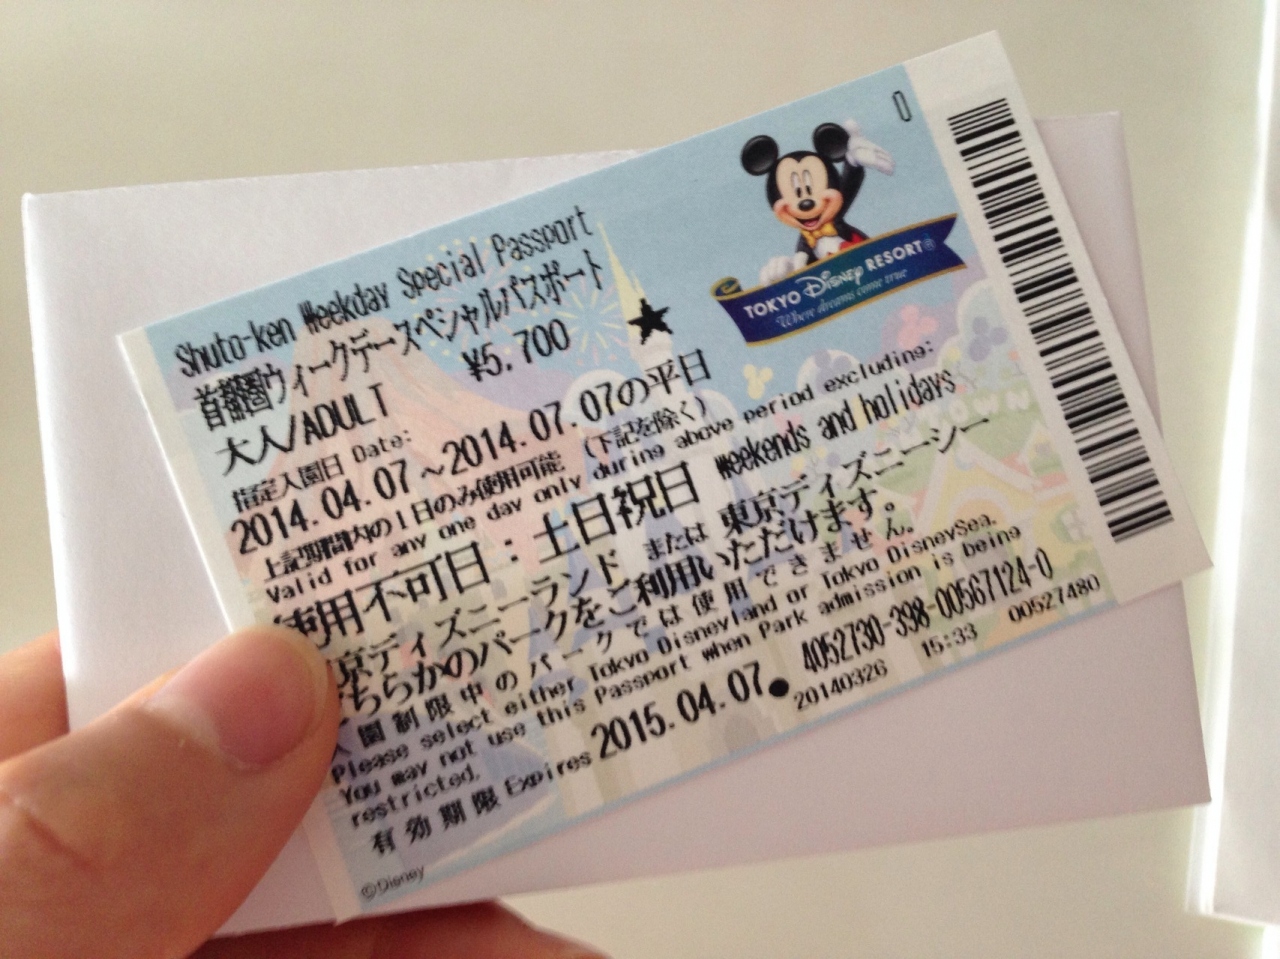 0
TOKYO DISNEY RESORT®
Where dreams come true
Shuto-ken Weekday Special Passport
首都圏ウィークデースペシャルパスポート
大人/ADULT ¥5,700 ★
指定入園日 Date:
2014.04.07～2014.07.07の平日
上記期間内の1日のみ使用可能 (下記を除く)
Valid for any one day only during above period excluding:
使用不可日:土日祝日 Weekends and holidays
京ディズニーランド または 東京ディズニーシー
ちらかのパークをご利用いただけます。
入園制限中のパークでは使用できません。
Please select either Tokyo Disneyland or Tokyo DisneySea.
You may not use this Passport when Park admission is being
restricted.
有効期限 Expires 2015.04.07● 4052730-398-00567124-0
20140326 15:33 00527480
©Disney